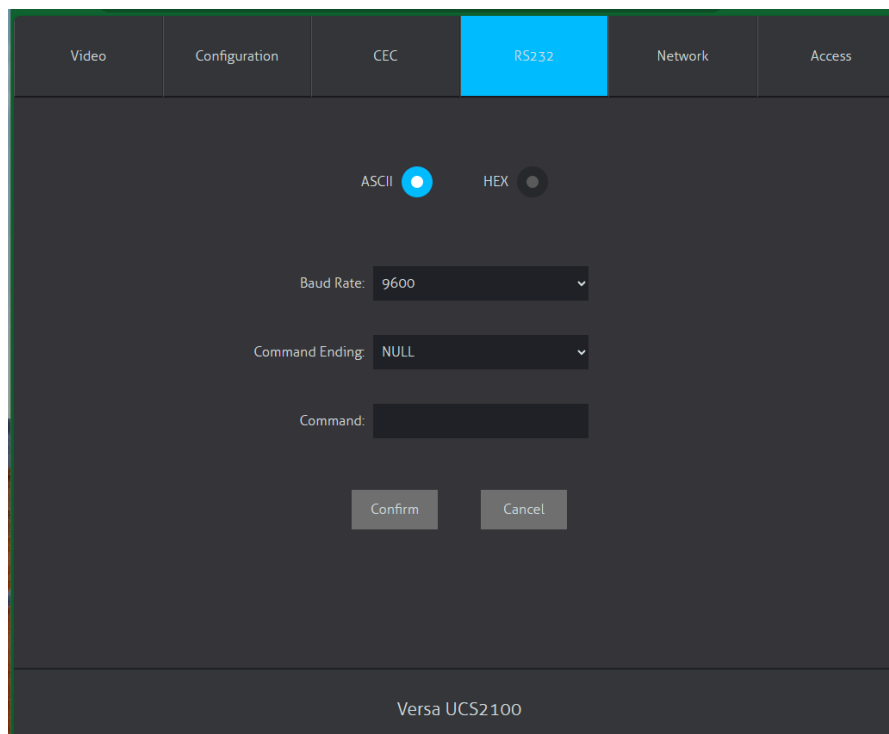 Video Configuration CEC RS232 Network Access
ASCII HEX
Baud Rate: 9600
Command Ending: NULL
Command:
Confirm Cancel
Versa UCS2100